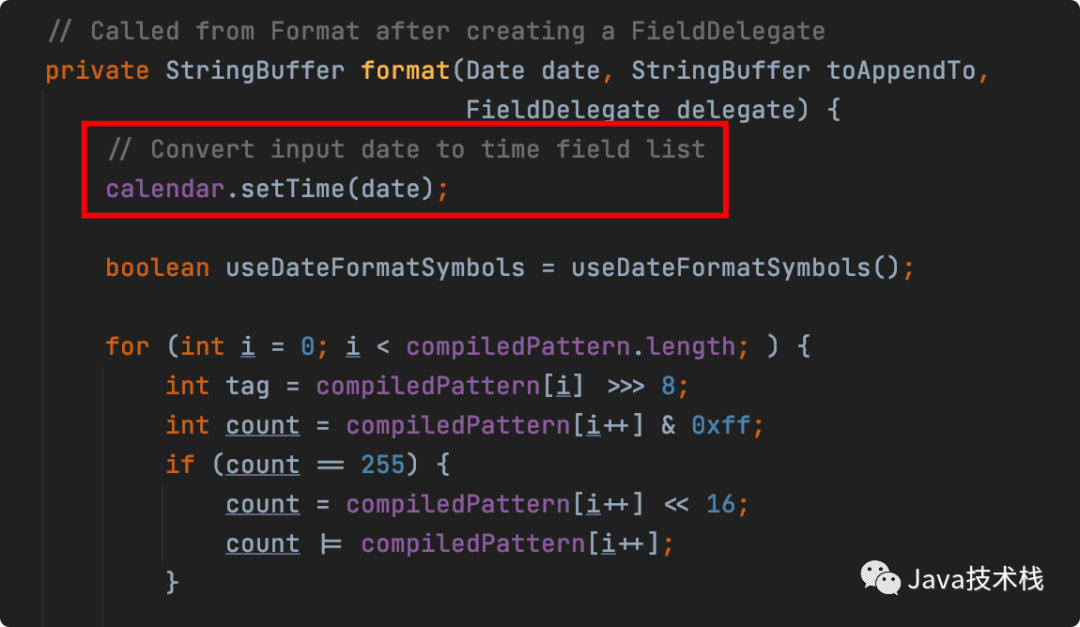 // Called from Format after creating a FieldDelegate
private StringBuffer format(Date date, StringBuffer toAppendTo,
FieldDelegate delegate) {
// Convert input date to time field list
calendar.setTime(date);
boolean useDateFormatSymbols = useDateFormatSymbols();
for (int i = 0; i < compiledPattern.length; ) {
int tag = compiledPattern[i] >>> 8;
int count = compiledPattern[i++] & 0xff;
if (count == 255) {
count = compiledPattern[i++] << 16;
count |= compiledPattern[i++];
}
Java技术栈